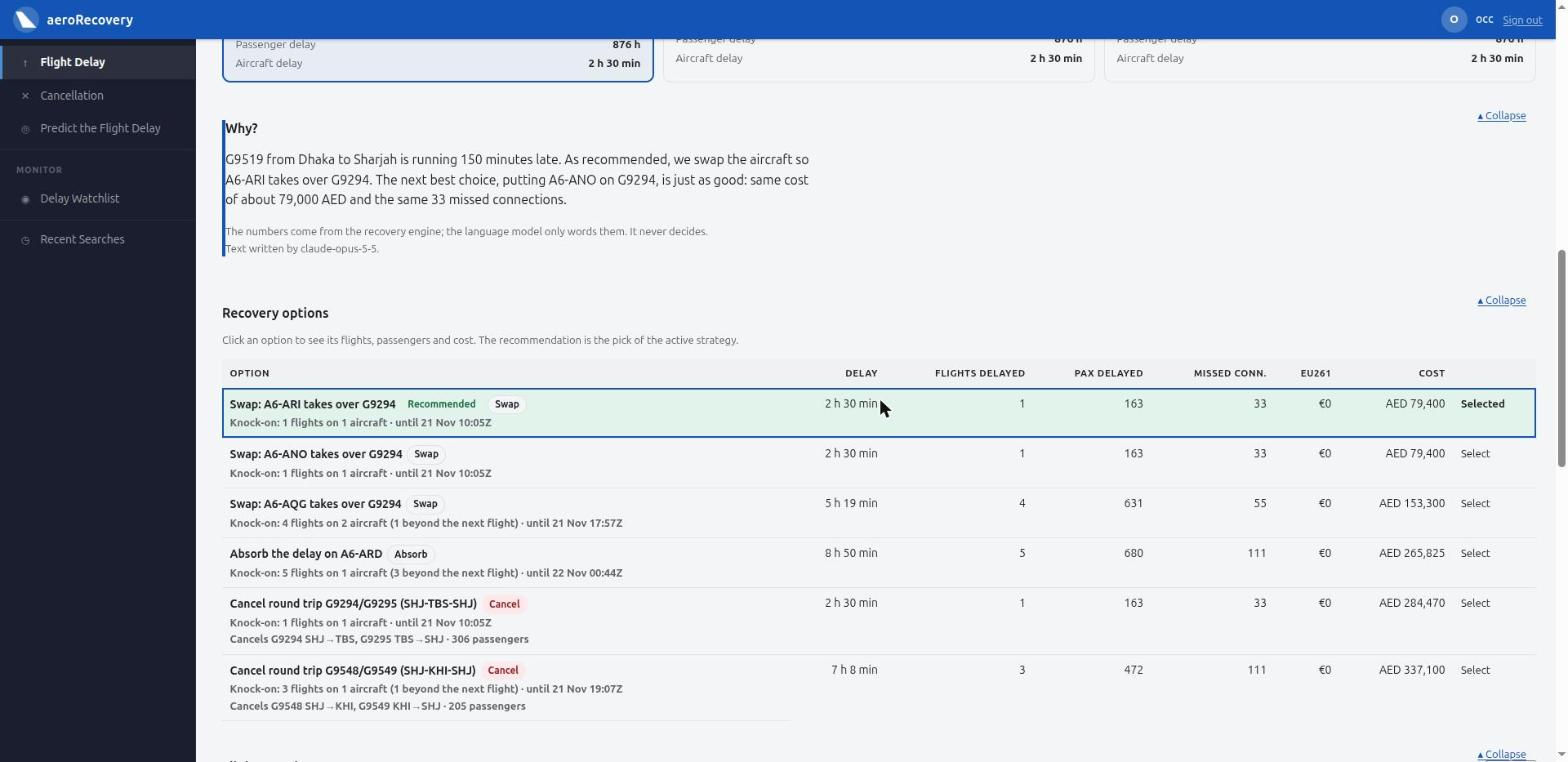 aeroRecovery
O occ Sign out
Flight Delay
Cancellation
Predict the Flight Delay
MONITOR
Delay Watchlist
Recent Searches
Passenger delay 876 h
Aircraft delay 2 h 30 min
Passenger delay 876 h
Aircraft delay 2 h 30 min
Passenger delay 876 h
Aircraft delay 2 h 30 min
▴ Collapse
Why?
G9519 from Dhaka to Sharjah is running 150 minutes late. As recommended, we swap the aircraft so
A6-ARI takes over G9294. The next best choice, putting A6-ANO on G9294, is just as good: same cost
of about 79,000 AED and the same 33 missed connections.
The numbers come from the recovery engine; the language model only words them. It never decides.
Text written by claude-opus-5-5.
▴ Collapse
Recovery options
Click an option to see its flights, passengers and cost. The recommendation is the pick of the active strategy.
OPTION DELAY FLIGHTS DELAYED PAX DELAYED MISSED CONN. EU261 COST
Swap: A6-ARI takes over G9294 Recommended Swap 2 h 30 min 1 163 33 €0 AED 79,400 Selected
Knock-on: 1 flights on 1 aircraft · until 21 Nov 10:05Z
Swap: A6-ANO takes over G9294 Swap 2 h 30 min 1 163 33 €0 AED 79,400 Select
Knock-on: 1 flights on 1 aircraft · until 21 Nov 10:05Z
Swap: A6-AQG takes over G9294 Swap 5 h 19 min 4 631 55 €0 AED 153,300 Select
Knock-on: 4 flights on 2 aircraft (1 beyond the next flight) · until 21 Nov 17:57Z
Absorb the delay on A6-ARD Absorb 8 h 50 min 5 680 111 €0 AED 265,825 Select
Knock-on: 5 flights on 1 aircraft (3 beyond the next flight) · until 22 Nov 00:44Z
Cancel round trip G9294/G9295 (SHJ-TBS-SHJ) Cancel 2 h 30 min 1 163 33 €0 AED 284,470 Select
Knock-on: 1 flights on 1 aircraft · until 21 Nov 10:05Z
Cancels G9294 SHJ→TBS, G9295 TBS→SHJ · 306 passengers
Cancel round trip G9548/G9549 (SHJ-KHI-SHJ) Cancel 7 h 8 min 3 472 111 €0 AED 337,100 Select
Knock-on: 3 flights on 1 aircraft (1 beyond the next flight) · until 21 Nov 19:07Z
Cancels G9548 SHJ→KHI, G9549 KHI→SHJ · 205 passengers
▴ Collapse